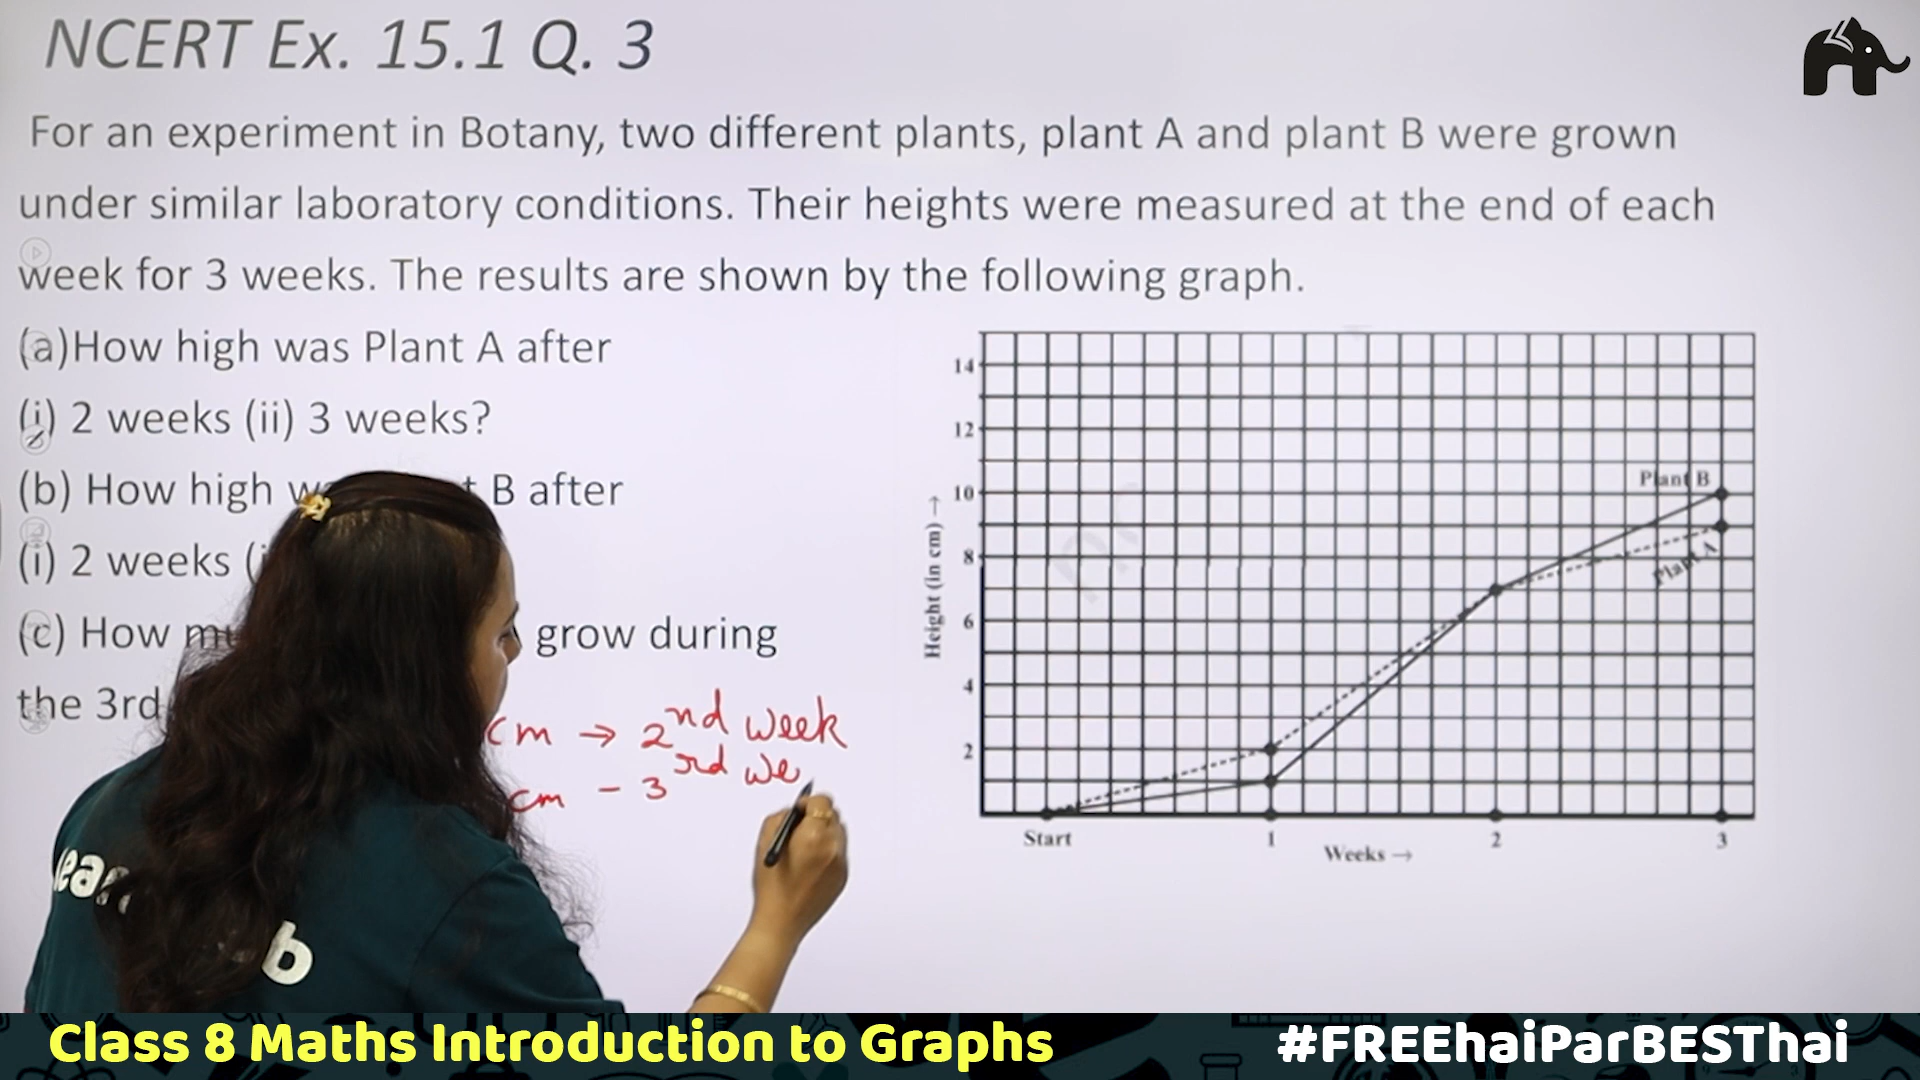 NCERT Ex. 15.1 Q. 3
For an experiment in Botany, two different plants, plant A and plant B were grown
under similar laboratory conditions. Their heights were measured at the end of each
week for 3 weeks. The results are shown by the following graph.
(a)How high was Plant A after
(i) 2 weeks (ii) 3 weeks?
(b) How high B after
(i) 2 weeks
(c) How grow during
the 3rd
cm → 2nd week
cm - 3rd we
14
12
10
8
6
4
2
Height (in cm) →
Plant B
Plant A
Start 1 2 3
Weeks →
b
Class 8 Maths Introduction to Graphs
#FREEhaiParBESThai